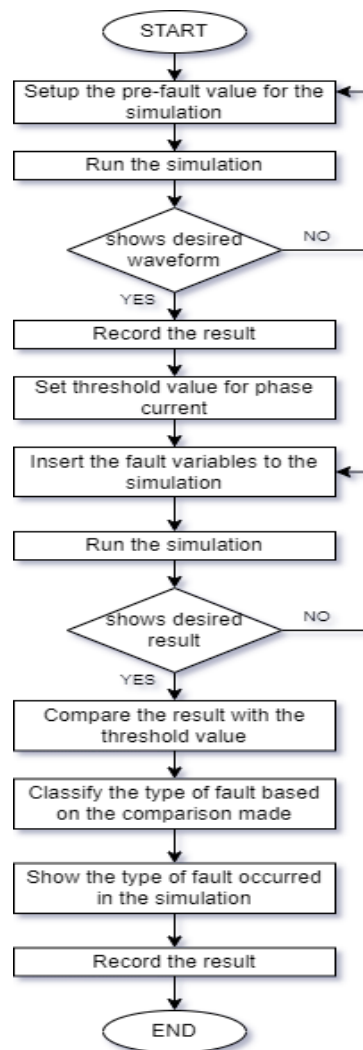 START
Setup the pre-fault value for the
simulation
Run the simulation
shows desired
waveform
NO
YES
Record the result
Set threshold value for phase
current
Insert the fault variables to the
simulation
Run the simulation
shows desired
result
NO
YES
Compare the result with the
threshold value
Classify the type of fault based
on the comparison made
Show the type of fault occurred
in the simulation
Record the result
END